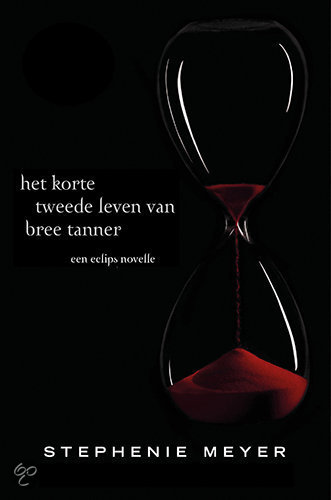 het korte
tweede leven van
bree tanner
een eclips novelle
STEPHENIE MEYER